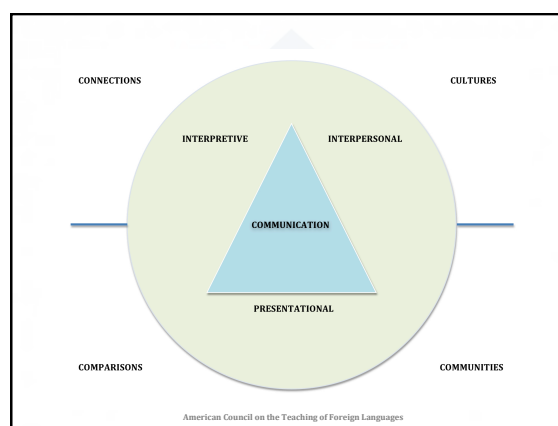 CONNECTIONS
CULTURES
INTERPRETIVE
INTERPERSONAL
COMMUNICATION
PRESENTATIONAL
COMPARISONS
COMMUNITIES
American Council on the Teaching of Foreign Languages